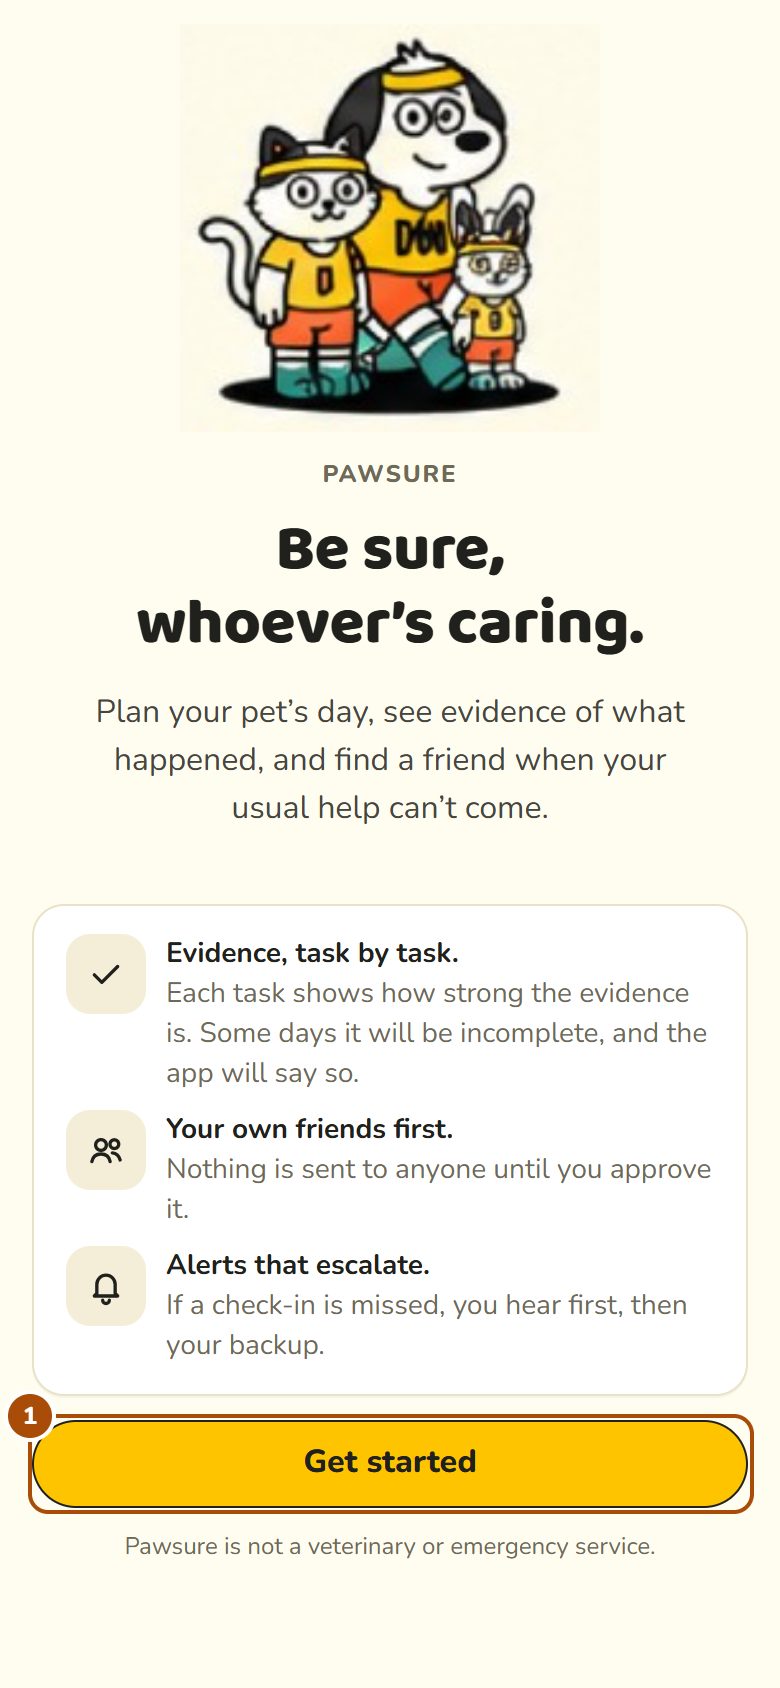 PAWSURE
Be sure,
whoever’s caring.
Plan your pet’s day, see evidence of what
happened, and find a friend when your
usual help can’t come.
Evidence, task by task.
Each task shows how strong the evidence
is. Some days it will be incomplete, and the
app will say so.
Your own friends first.
Nothing is sent to anyone until you approve
it.
Alerts that escalate.
If a check-in is missed, you hear first, then
your backup.
1
Get started
Pawsure is not a veterinary or emergency service.